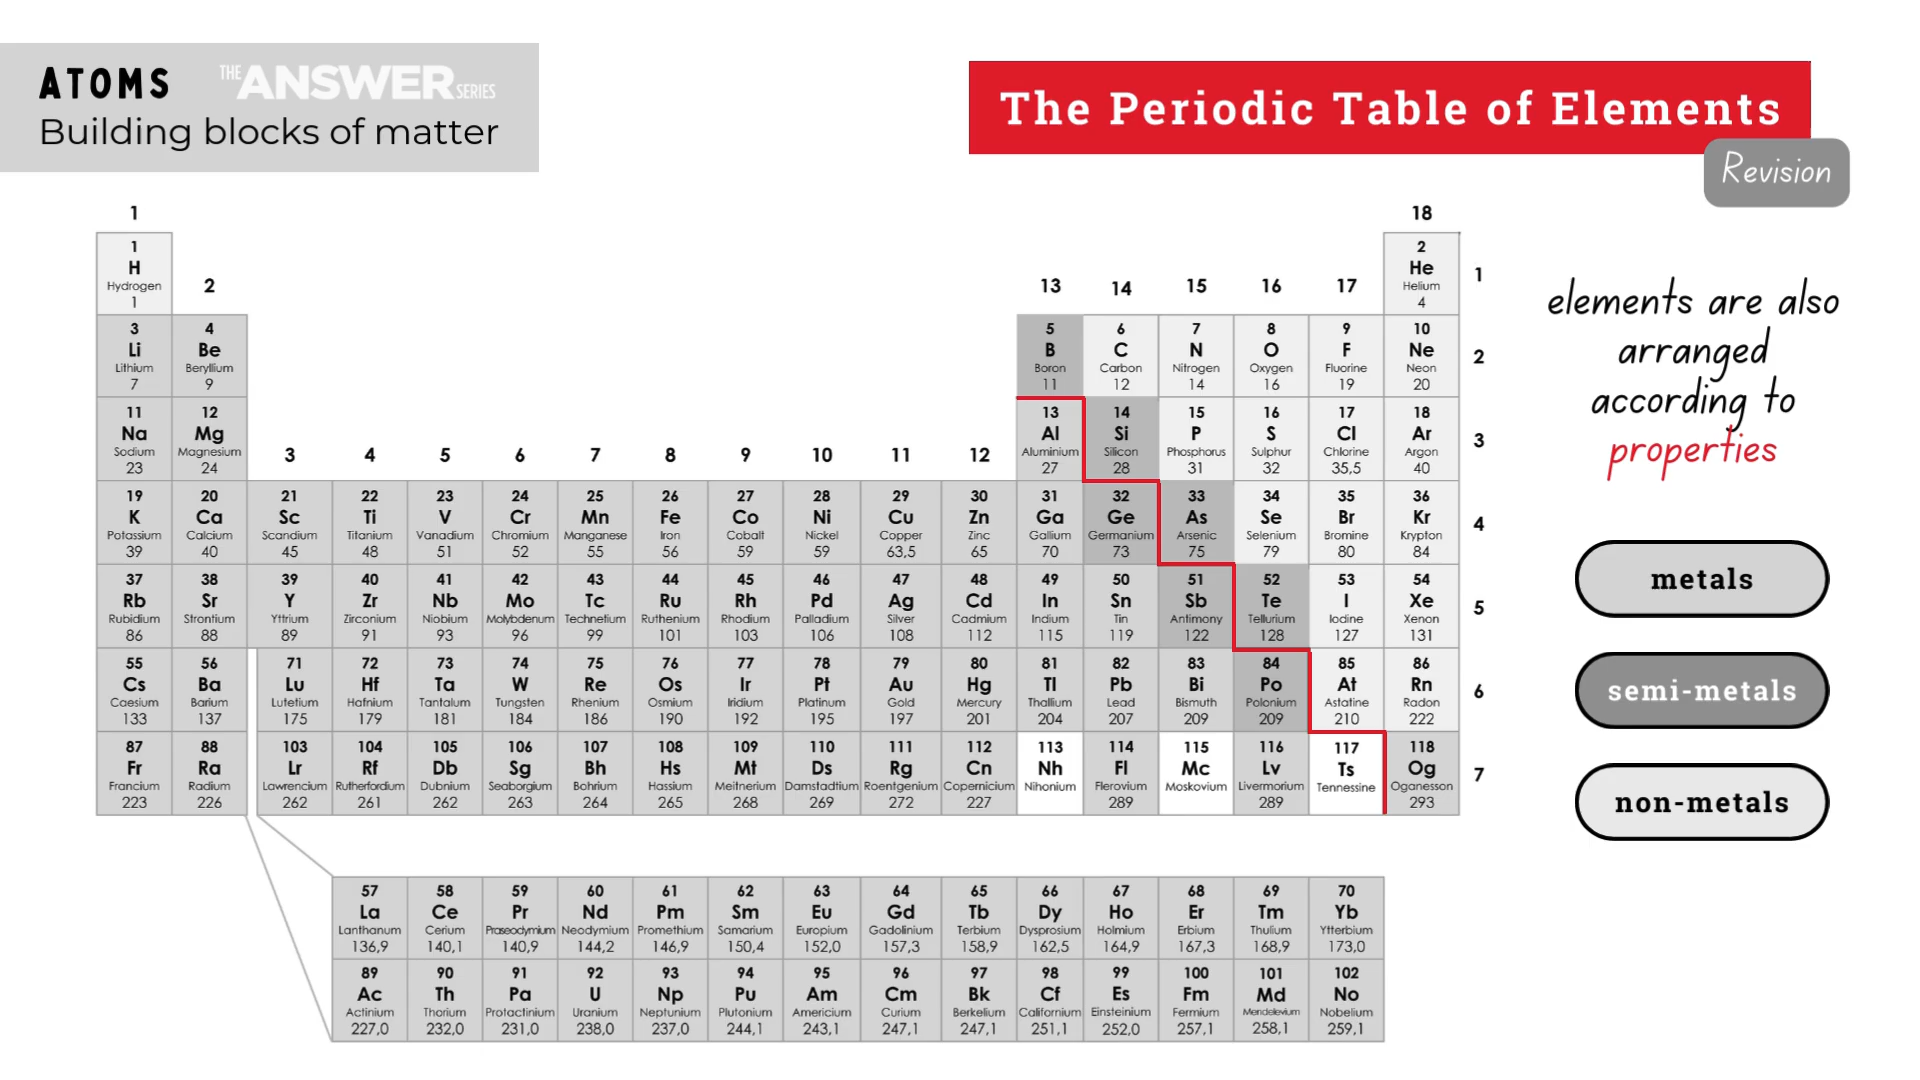 ATOMS THE ANSWER SERIES
Building blocks of matter
The Periodic Table of Elements
Revision
1 18
1 2
H He
Hydrogen Helium
1 4
1
2 13 14 15 16 17
3 4 5 6 7 8 9 10
Li Be B C N O F Ne
Lithium Beryllium Boron Carbon Nitrogen Oxygen Fluorine Neon
7 9 11 12 14 16 19 20
2
11 12 13 14 15 16 17 18
Na Mg Al Si P S Cl Ar
Sodium Magnesium Aluminium Silicon Phosphorus Sulphur Chlorine Argon
23 24 27 28 31 32 35,5 40
3
3 4 5 6 7 8 9 10 11 12
19 20 21 22 23 24 25 26 27 28 29 30 31 32 33 34 35 36
K Ca Sc Ti V Cr Mn Fe Co Ni Cu Zn Ga Ge As Se Br Kr
Potassium Calcium Scandium Titanium Vanadium Chromium Manganese Iron Cobalt Nickel Copper Zinc Gallium Germanium Arsenic Selenium Bromine Krypton
39 40 45 48 51 52 55 56 59 59 63,5 65 70 73 75 79 80 84
4
37 38 39 40 41 42 43 44 45 46 47 48 49 50 51 52 53 54
Rb Sr Y Zr Nb Mo Tc Ru Rh Pd Ag Cd In Sn Sb Te I Xe
Rubidium Strontium Yttrium Zirconium Niobium Molybdenum Technetium Ruthenium Rhodium Palladium Silver Cadmium Indium Tin Antimony Tellurium Iodine Xenon
86 88 89 91 93 96 99 101 103 106 108 112 115 119 122 128 127 131
5
55 56 71 72 73 74 75 76 77 78 79 80 81 82 83 84 85 86
Cs Ba Lu Hf Ta W Re Os Ir Pt Au Hg Tl Pb Bi Po At Rn
Caesium Barium Lutetium Hafnium Tantalum Tungsten Rhenium Osmium Iridium Platinum Gold Mercury Thallium Lead Bismuth Polonium Astatine Radon
133 137 175 179 181 184 186 190 192 195 197 201 204 207 209 209 210 222
6
87 88 103 104 105 106 107 108 109 110 111 112 113 114 115 116 117 118
Fr Ra Lr Rf Db Sg Bh Hs Mt Ds Rg Cn Nh Fl Mc Lv Ts Og
Francium Radium Lawrencium Rutherfordium Dubnium Seaborgium Bohrium Hassium Meitnerium Damstadtium Roentgenium Copernicium Nihonium Flerovium Moskovium Livermorium Tennessine Oganesson
223 226 262 261 262 263 264 265 268 269 272 227 289 289 293
7
57 58 59 60 61 62 63 64 65 66 67 68 69 70
La Ce Pr Nd Pm Sm Eu Gd Tb Dy Ho Er Tm Yb
Lanthanum Cerium Praseodymium Neodymium Promethium Samarium Europium Gadolinium Terbium Dysprosium Holmium Erbium Thulium Ytterbium
136,9 140,1 140,9 144,2 146,9 150,4 152,0 157,3 158,9 162,5 164,9 167,3 168,9 173,0
89 90 91 92 93 94 95 96 97 98 99 100 101 102
Ac Th Pa U Np Pu Am Cm Bk Cf Es Fm Md No
Actinium Thorium Protactinium Uranium Neptunium Plutonium Americium Curium Berkelium Californium Einsteinium Fermium Mendelevium Nobelium
227,0 232,0 231,0 238,0 237,0 244,1 243,1 247,1 247,1 251,1 252,0 257,1 258,1 259,1
elements are also
arranged
according to
properties
metals
semi-metals
non-metals